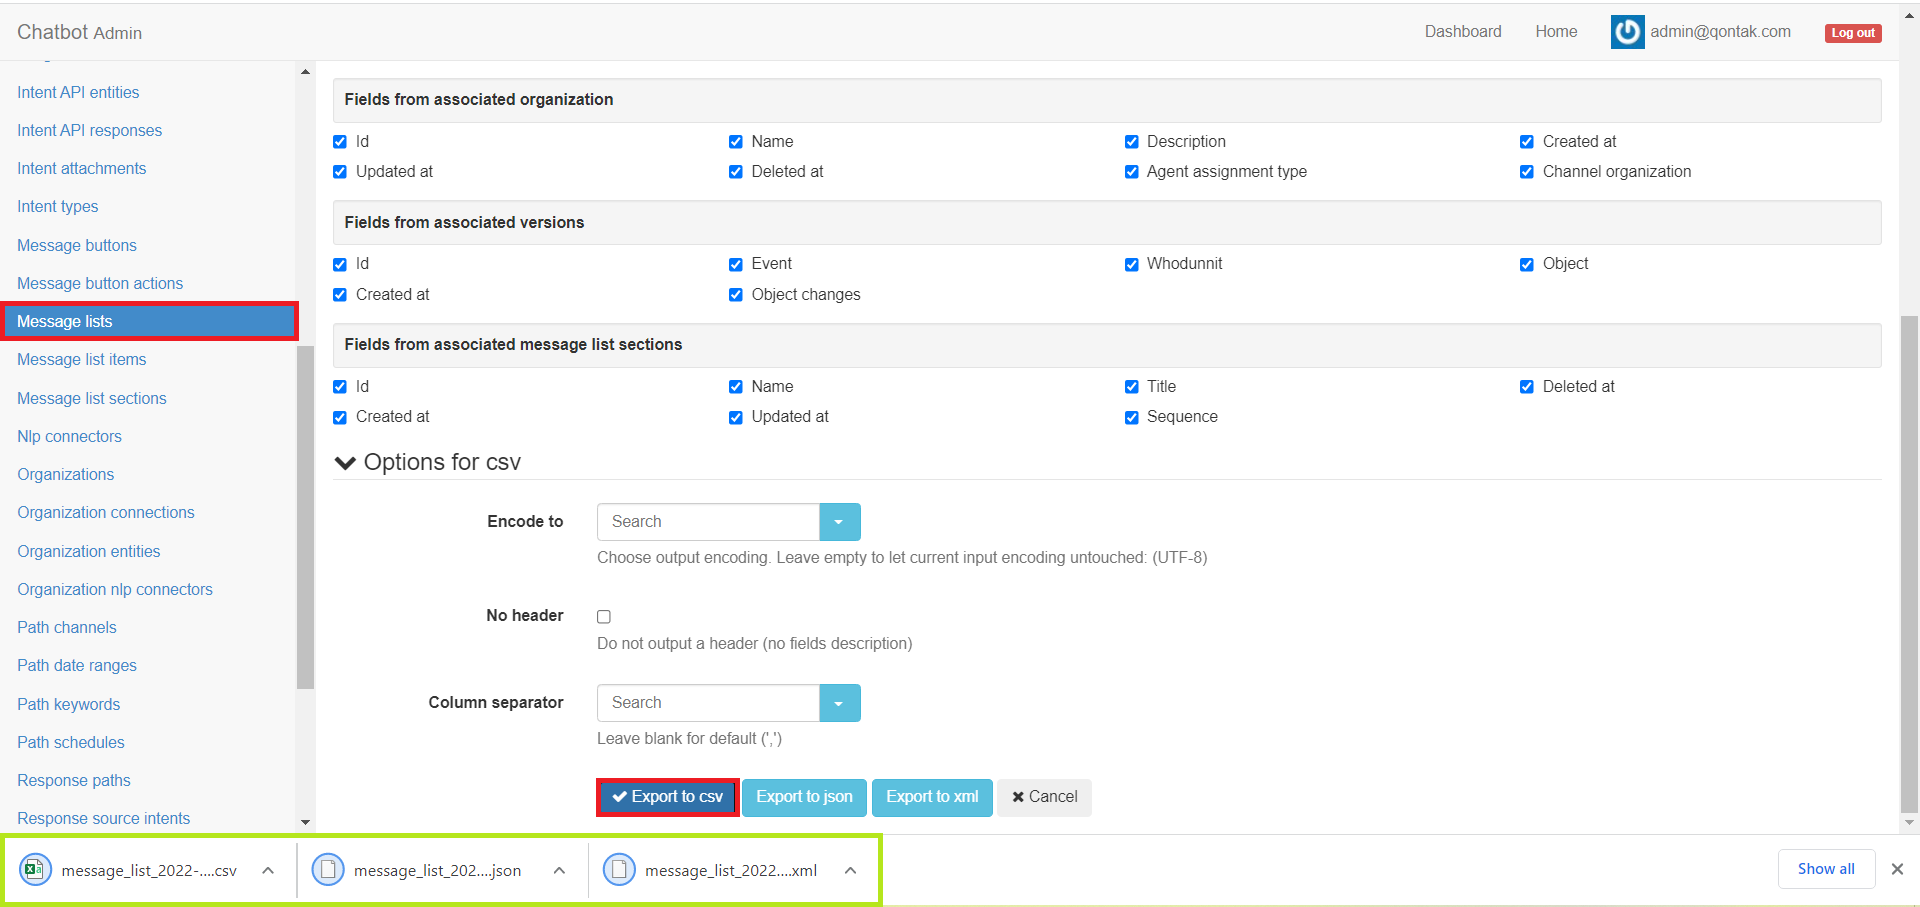 Chatbot Admin
Dashboard
Home
admin@qontak.com
Log out
Intent API entities
Intent API responses
Intent attachments
Intent types
Message buttons
Message button actions
Message lists
Message list items
Message list sections
Nlp connectors
Organizations
Organization connections
Organization entities
Organization nlp connectors
Path channels
Path date ranges
Path keywords
Path schedules
Response paths
Response source intents
Fields from associated organization
Id Name Description Created at
Updated at Deleted at Agent assignment type Channel organization
Fields from associated versions
Id Event Whodunnit Object
Created at Object changes
Fields from associated message list sections
Id Name Title Deleted at
Created at Updated at Sequence
Options for csv
Encode to Search
Choose output encoding. Leave empty to let current input encoding untouched: (UTF-8)
No header
Do not output a header (no fields description)
Column separator Search
Leave blank for default (',')
Export to csv Export to json Export to xml Cancel
message_list_2022-....csv message_list_202....json message_list_2022....xml Show all